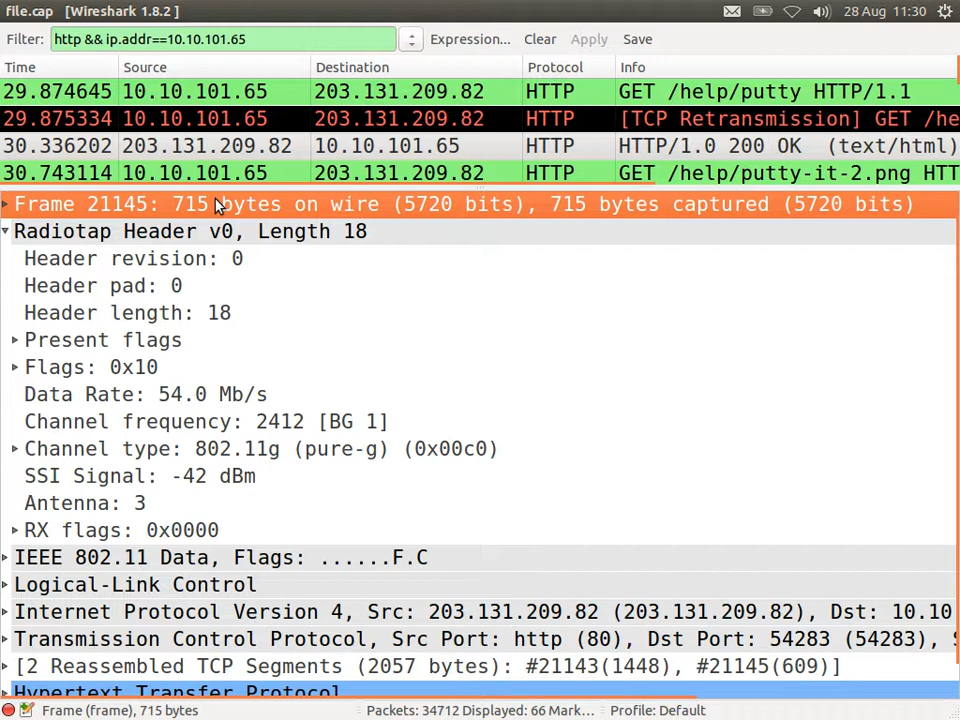 file.cap   [Wireshark 1.8.2 ]
28 Aug 11:30
Filter: http && ip.addr==10.10.101.65 Expression... Clear Apply Save
Time Source Destination Protocol Info
29.874645 10.10.101.65 203.131.209.82 HTTP GET /help/putty HTTP/1.1
29.875334 10.10.101.65 203.131.209.82 HTTP [TCP Retransmission] GET /he
30.336202 203.131.209.82 10.10.101.65 HTTP HTTP/1.0 200 OK  (text/html)
30.743114 10.10.101.65 203.131.209.82 HTTP GET /help/putty-it-2.png HTT
Frame 21145: 715 bytes on wire (5720 bits), 715 bytes captured (5720 bits)
Radiotap Header v0, Length 18
Header revision: 0
Header pad: 0
Header length: 18
Present flags
Flags: 0x10
Data Rate: 54.0 Mb/s
Channel frequency: 2412 [BG 1]
Channel type: 802.11g (pure-g) (0x00c0)
SSI Signal: -42 dBm
Antenna: 3
RX flags: 0x0000
IEEE 802.11 Data, Flags: ......F.C
Logical-Link Control
Internet Protocol Version 4, Src: 203.131.209.82 (203.131.209.82), Dst: 10.10
Transmission Control Protocol, Src Port: http (80), Dst Port: 54283 (54283), S
[2 Reassembled TCP Segments (2057 bytes): #21143(1448), #21145(609)]
Hypertext Transfer Protocol
Frame (frame), 715 bytes Packets: 34712 Displayed: 66 Mark... Profile: Default